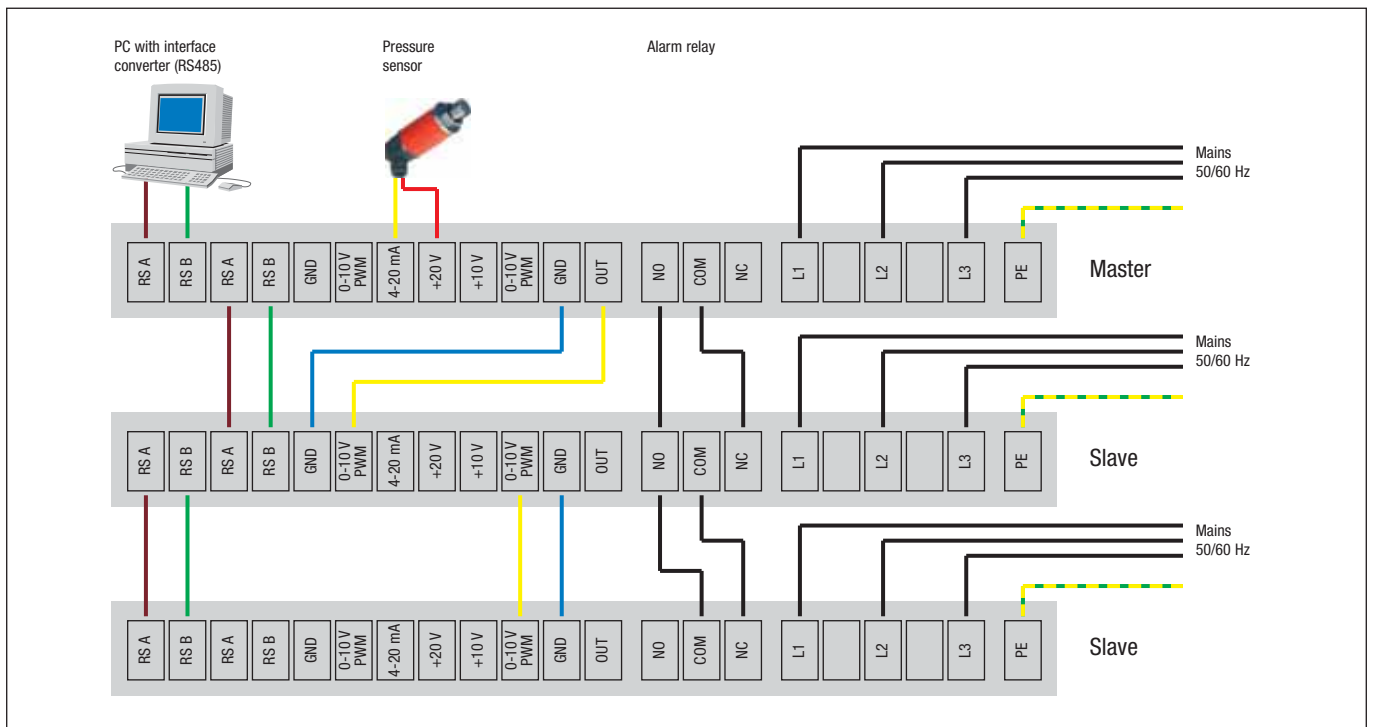 PC with interface
converter (RS485)
Pressure
sensor
Alarm relay
Mains
50/60 Hz
RS A
RS B
RS A
RS B
GND
0-10 V
PWM
4-20 mA
+20 V
+10 V
0-10 V
PWM
GND
OUT
NO
COM
NC
L1
L2
L3
PE
Master
Mains
50/60 Hz
RS A
RS B
RS A
RS B
GND
0-10 V
PWM
4-20 mA
+20 V
+10 V
0-10 V
PWM
GND
OUT
NO
COM
NC
L1
L2
L3
PE
Slave
Mains
50/60 Hz
RS A
RS B
RS A
RS B
GND
0-10 V
PWM
4-20 mA
+20 V
+10 V
0-10 V
PWM
GND
OUT
NO
COM
NC
L1
L2
L3
PE
Slave